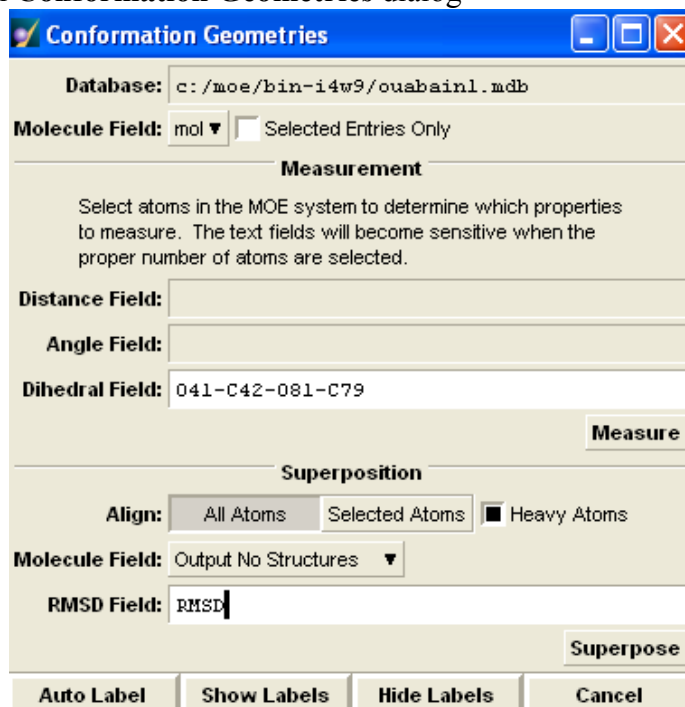 Conformation Geometries dialog
Conformation Geometries
Database: c:/moe/bin-i4w9/ouabain1.mdb
Molecule Field: mol ▼ Selected Entries Only
Measurement
Select atoms in the MOE system to determine which properties
to measure. The text fields will become sensitive when the
proper number of atoms are selected.
Distance Field:
Angle Field:
Dihedral Field: O41-C42-O81-C79
Measure
Superposition
Align: All Atoms Selected Atoms Heavy Atoms
Molecule Field: Output No Structures ▼
RMSD Field: RMSD
Superpose
Auto Label Show Labels Hide Labels Cancel